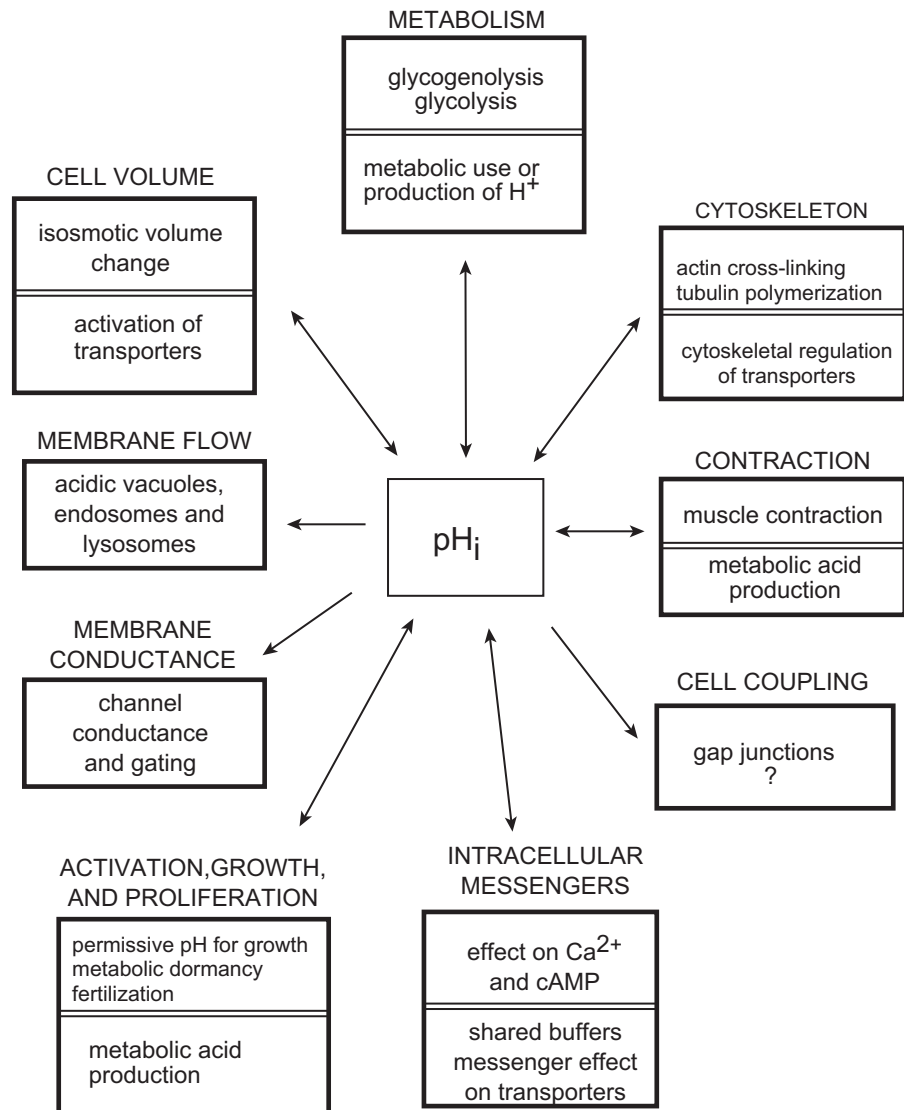 METABOLISM
glycogenolysis
glycolysis
metabolic use or
production of H⁺
CELL VOLUME
isosmotic volume
change
activation of
transporters
CYTOSKELETON
actin cross-linking
tubulin polymerization
cytoskeletal regulation
of transporters
MEMBRANE FLOW
acidic vacuoles,
endosomes and
lysosomes
pHᵢ
CONTRACTION
muscle contraction
metabolic acid
production
MEMBRANE
CONDUCTANCE
channel
conductance
and gating
CELL COUPLING
gap junctions
?
ACTIVATION,GROWTH,
AND PROLIFERATION
permissive pH for growth
metabolic dormancy
fertilization
metabolic acid
production
INTRACELLULAR
MESSENGERS
effect on Ca²⁺
and cAMP
shared buffers
messenger effect
on transporters